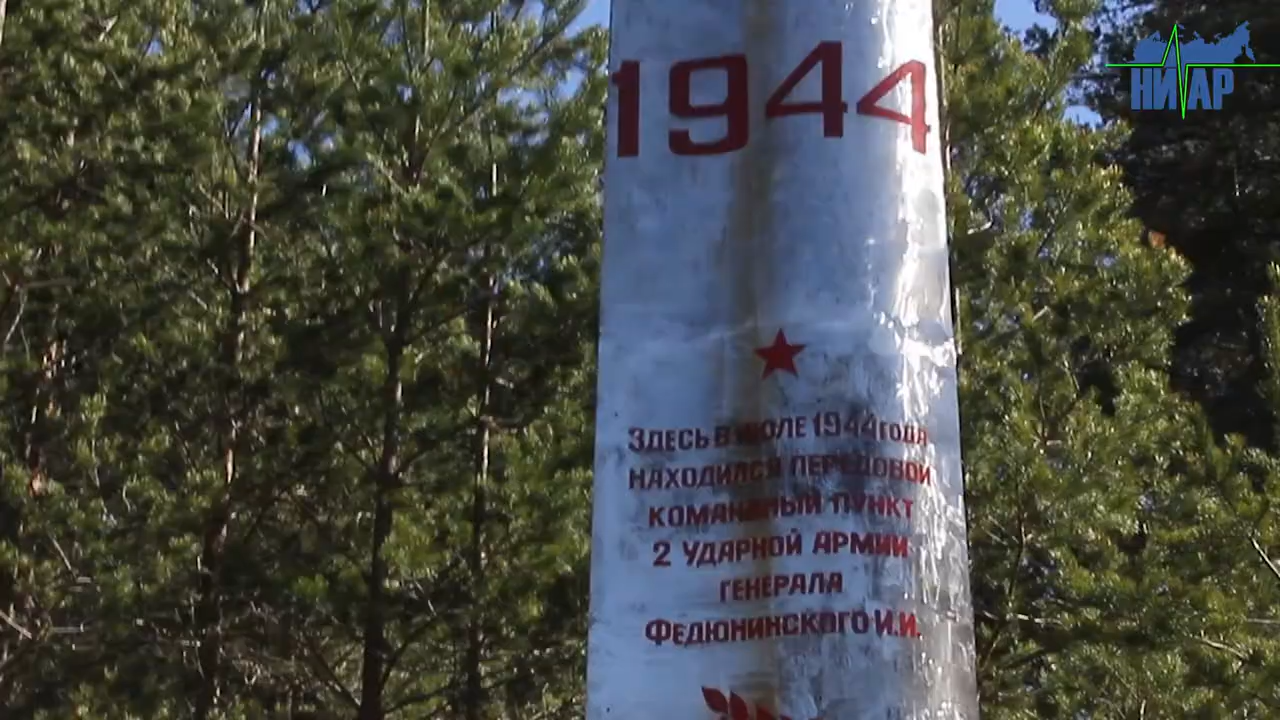 НИАР
1944
ЗДЕСЬ В ИЮЛЕ 1944 ГОДА
НАХОДИЛСЯ ПЕРЕДОВОЙ
КОМАНДНЫЙ ПУНКТ
2 УДАРНОЙ АРМИИ
ГЕНЕРАЛА
ФЕДЮНИНСКОГО И.И.